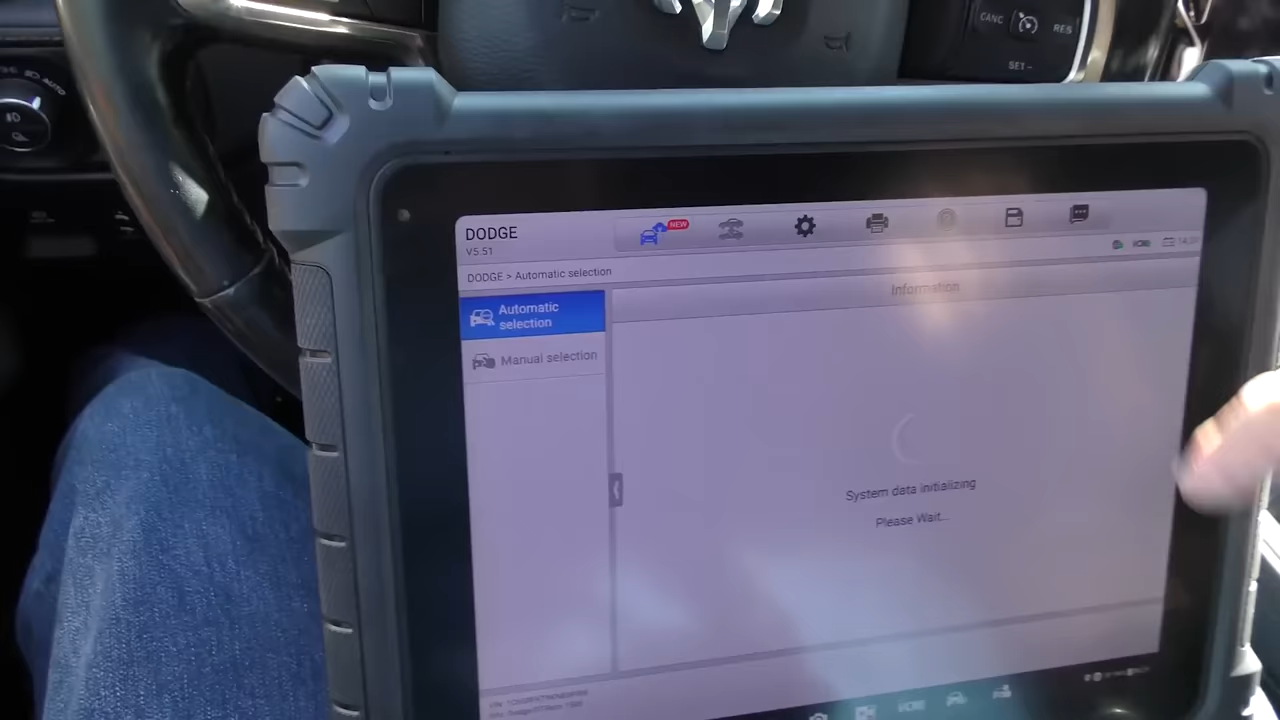 CANC
RES
SET -
AUTO
DODGE
NEW
V5.51
DODGE > Automatic selection
Information
Automatic
selection
Manual selection
System data initializing
Please Wait...